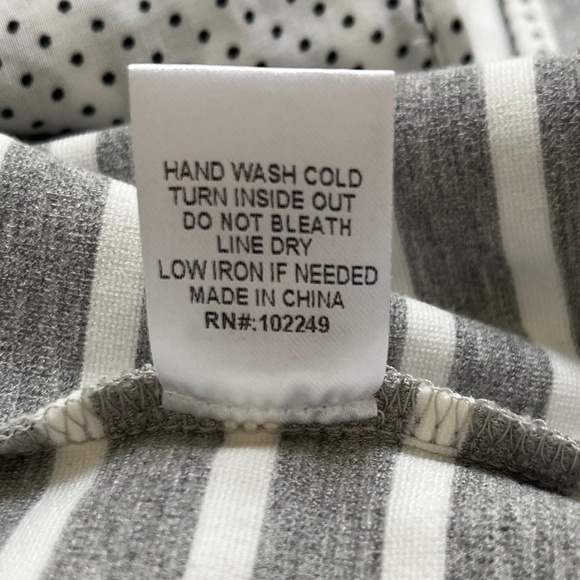 HAND WASH COLD
TURN INSIDE OUT
DO NOT BLEATH
LINE DRY
LOW IRON IF NEEDED
MADE IN CHINA
RN#:102249